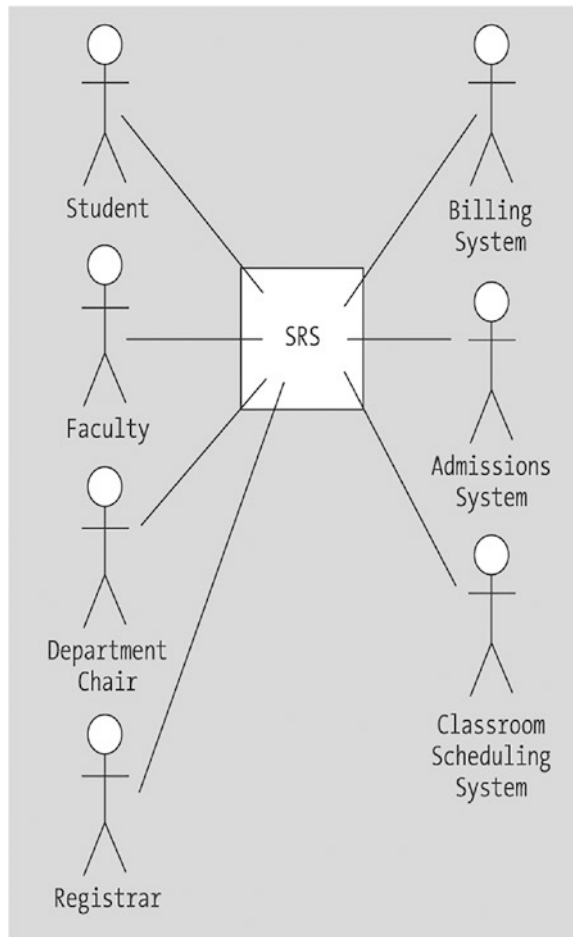 Student
Billing
System
SRS
Faculty
Admissions
System
Department
Chair
Classroom
Scheduling
System
Registrar